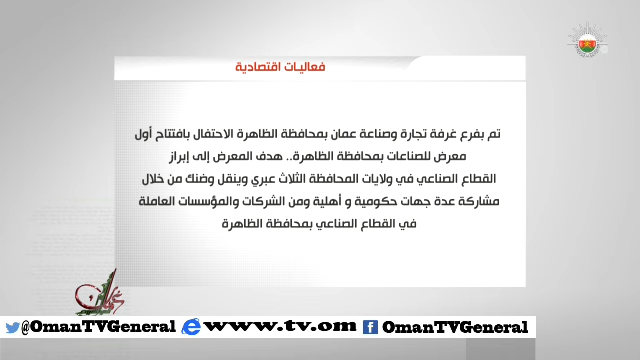 فعاليات اقتصادية
تم بفرع غرفة تجارة وصناعة عمان بمحافظة الظاهرة الاحتفال بافتتاح أول
معرض للصناعات بمحافظة الظاهرة.. هدف المعرض إلى إبراز
القطاع الصناعي في ولايات المحافظة الثلاث عبري وينقل وضنك من خلال
مشاركة عدة جهات حكومية و أهلية ومن الشركات والمؤسسات العاملة
في القطاع الصناعي بمحافظة الظاهرة
@OmanTVGeneral www.tv.om OmanTVGeneral